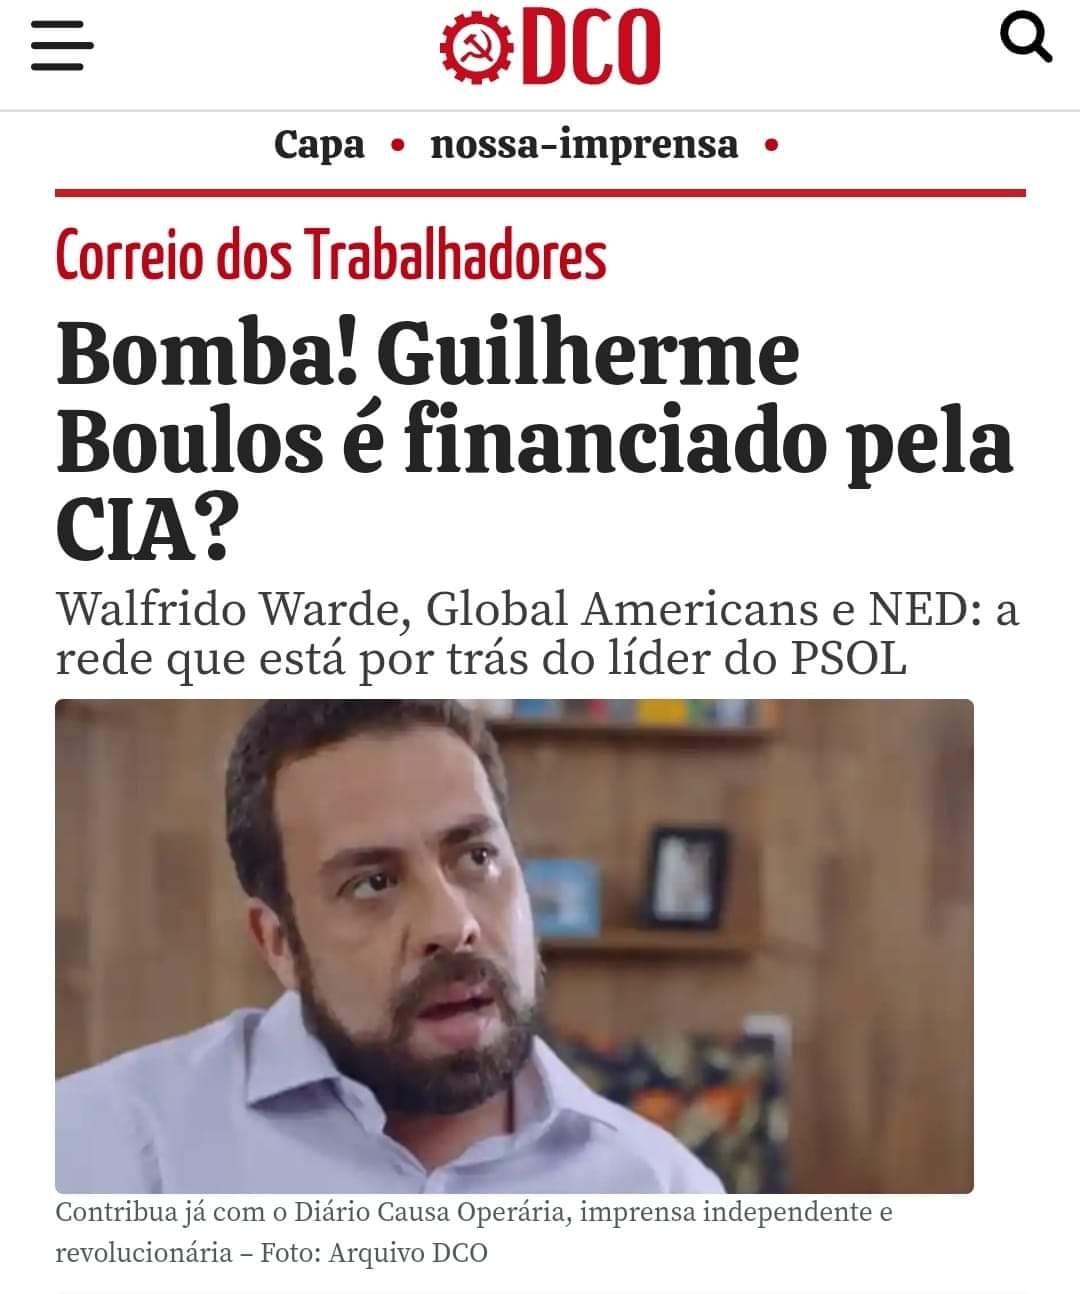 DCO
Capa • nossa-imprensa •
Correio dos Trabalhadores
Bomba! Guilherme
Boulos é financiado pela
CIA?
Walfrido Warde, Global Americans e NED: a
rede que está por trás do líder do PSOL
Contribua já com o Diário Causa Operária, imprensa independente e
revolucionária – Foto: Arquivo DCO